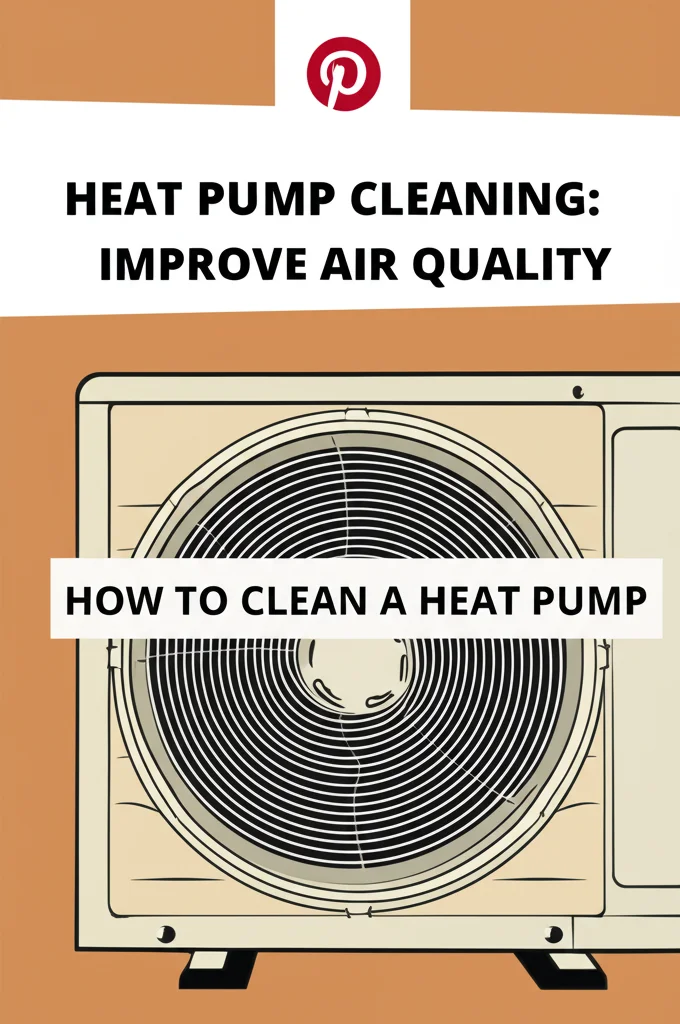 HEAT PUMP CLEANING:
IMPROVE AIR QUALITY
HOW TO CLEAN A HEAT PUMP